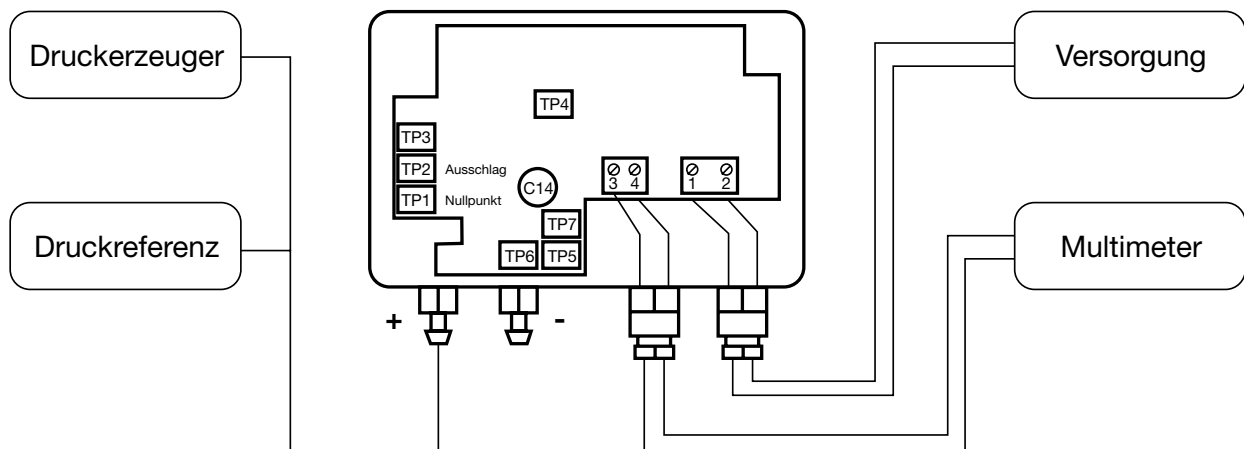 Druckerzeuger
Versorgung
TP4
TP3
TP2 Ausschlag
TP1 Nullpunkt
C14
3 4
1 2
TP7
TP6 TP5
Druckreferenz
Multimeter
+ -